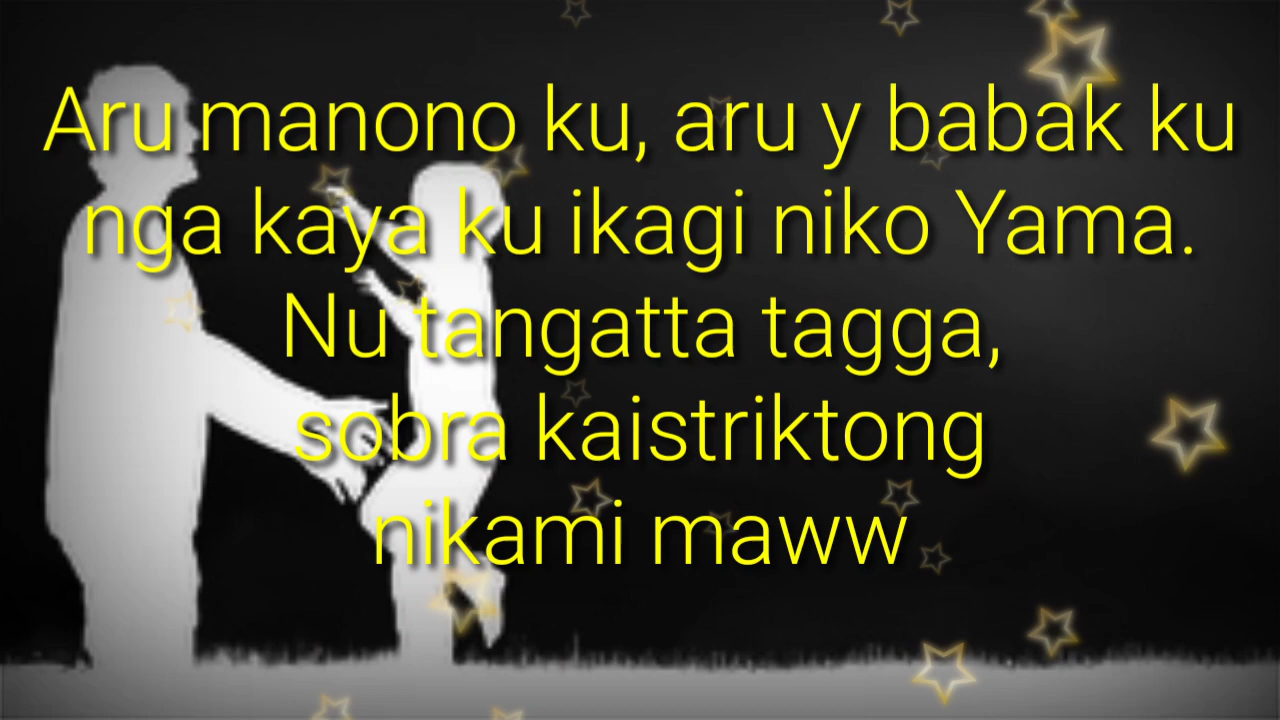 Aru manono ku, aru y babak ku
nga kaya ku ikagi niko Yama.
Nu tangatta tagga,
sobra kaistriktong
nikami maww